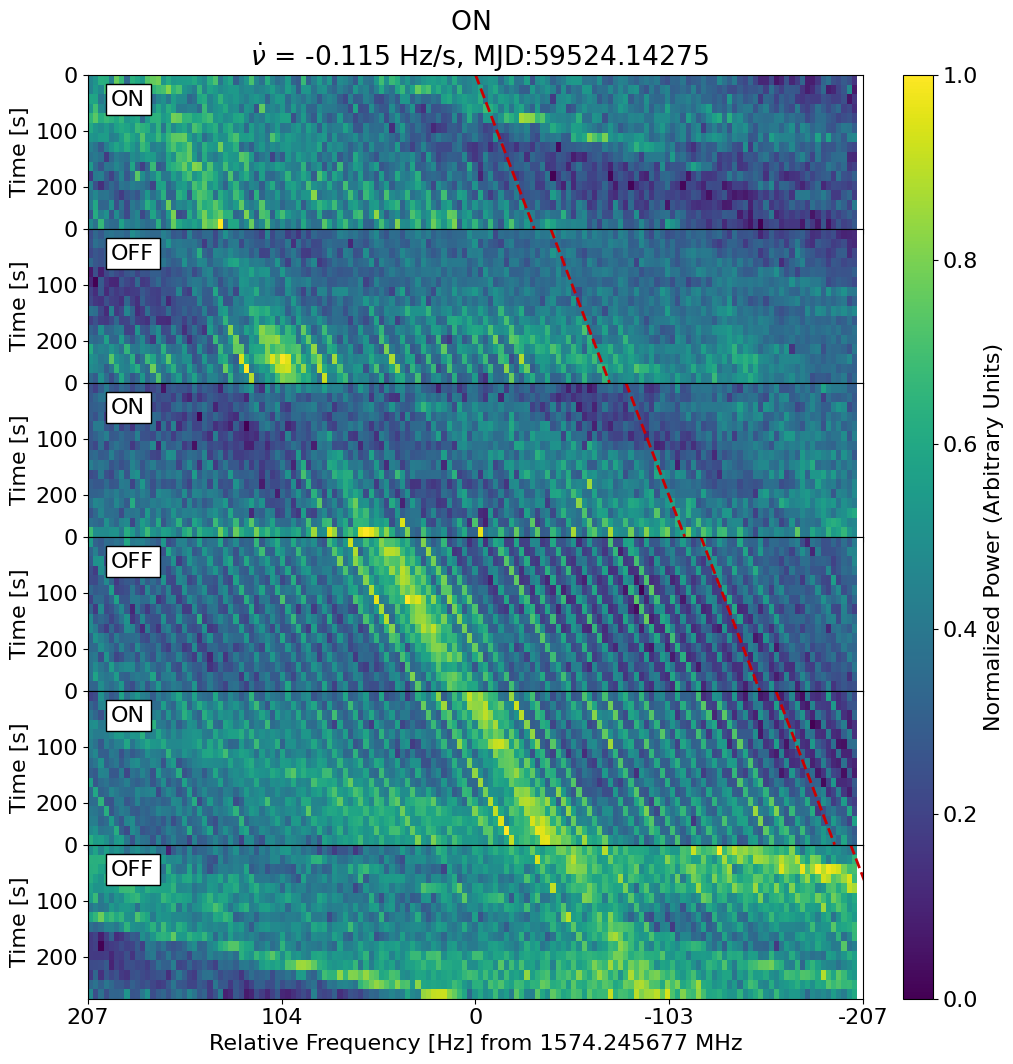 ON
ν̇ = -0.115 Hz/s, MJD:59524.14275
0
ON
100
200
Time [s]
0
OFF
100
200
Time [s]
0
ON
100
200
Time [s]
0
OFF
100
200
Time [s]
0
ON
100
200
Time [s]
0
OFF
100
200
Time [s]
207 104 0 -103 -207
Relative Frequency [Hz] from 1574.245677 MHz
1.0
0.8
0.6
0.4
0.2
0.0
Normalized Power (Arbitrary Units)